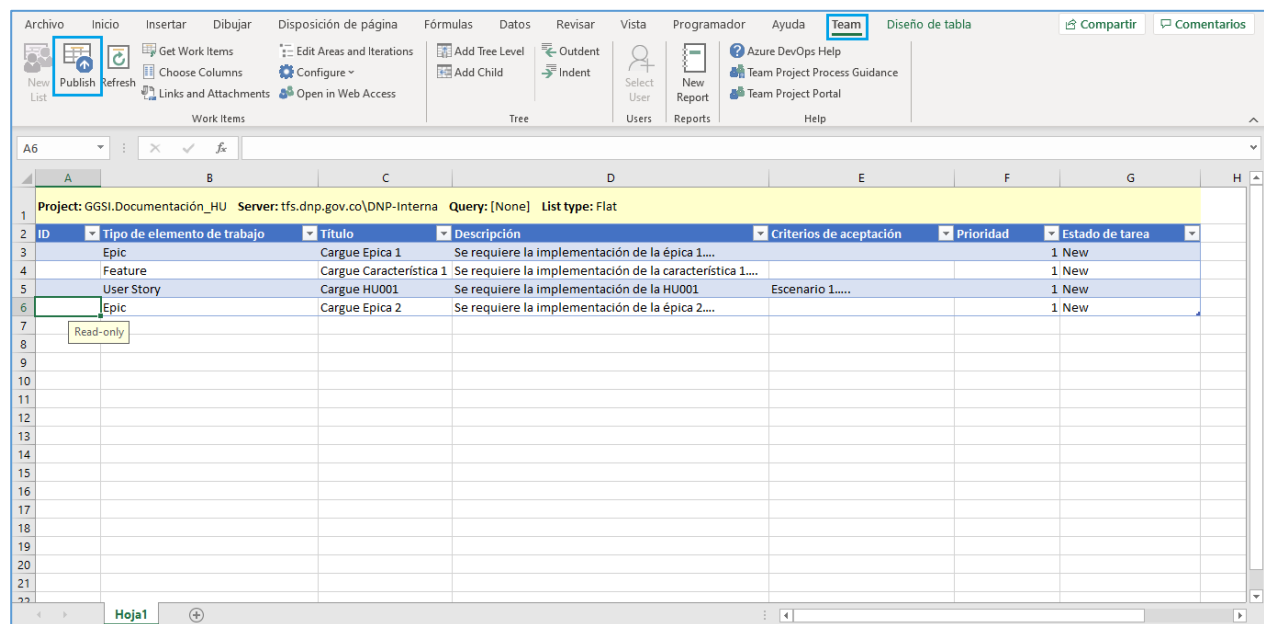 Archivo Inicio Insertar Dibujar Disposición de página Fórmulas Datos Revisar Vista Programador Ayuda Team Diseño de tabla Compartir Comentarios
New List
Publish
Refresh
Get Work Items
Choose Columns
Links and Attachments
Edit Areas and Iterations
Configure
Open in Web Access
Work Items
Add Tree Level
Add Child
Outdent
Indent
Tree
Select User
Users
New Report
Reports
Azure DevOps Help
Team Project Process Guidance
Team Project Portal
Help
A6 fx
A B C D E F G H
1 Project: GGSI.Documentación_HU Server: tfs.dnp.gov.co\DNP-Interna Query: [None] List type: Flat
2 ID Tipo de elemento de trabajo Título Descripción Criterios de aceptación Prioridad Estado de tarea
3 Epic Cargue Epica 1 Se requiere la implementación de la épica 1.... 1 New
4 Feature Cargue Característica 1 Se requiere la implementación de la característica 1.... 1 New
5 User Story Cargue HU001 Se requiere la implementación de la HU001 Escenario 1..... 1 New
6 Epic Cargue Epica 2 Se requiere la implementación de la épica 2.... 1 New
7
Read-only
8
9
10
11
12
13
14
15
16
17
18
19
20
21
22
Hoja1